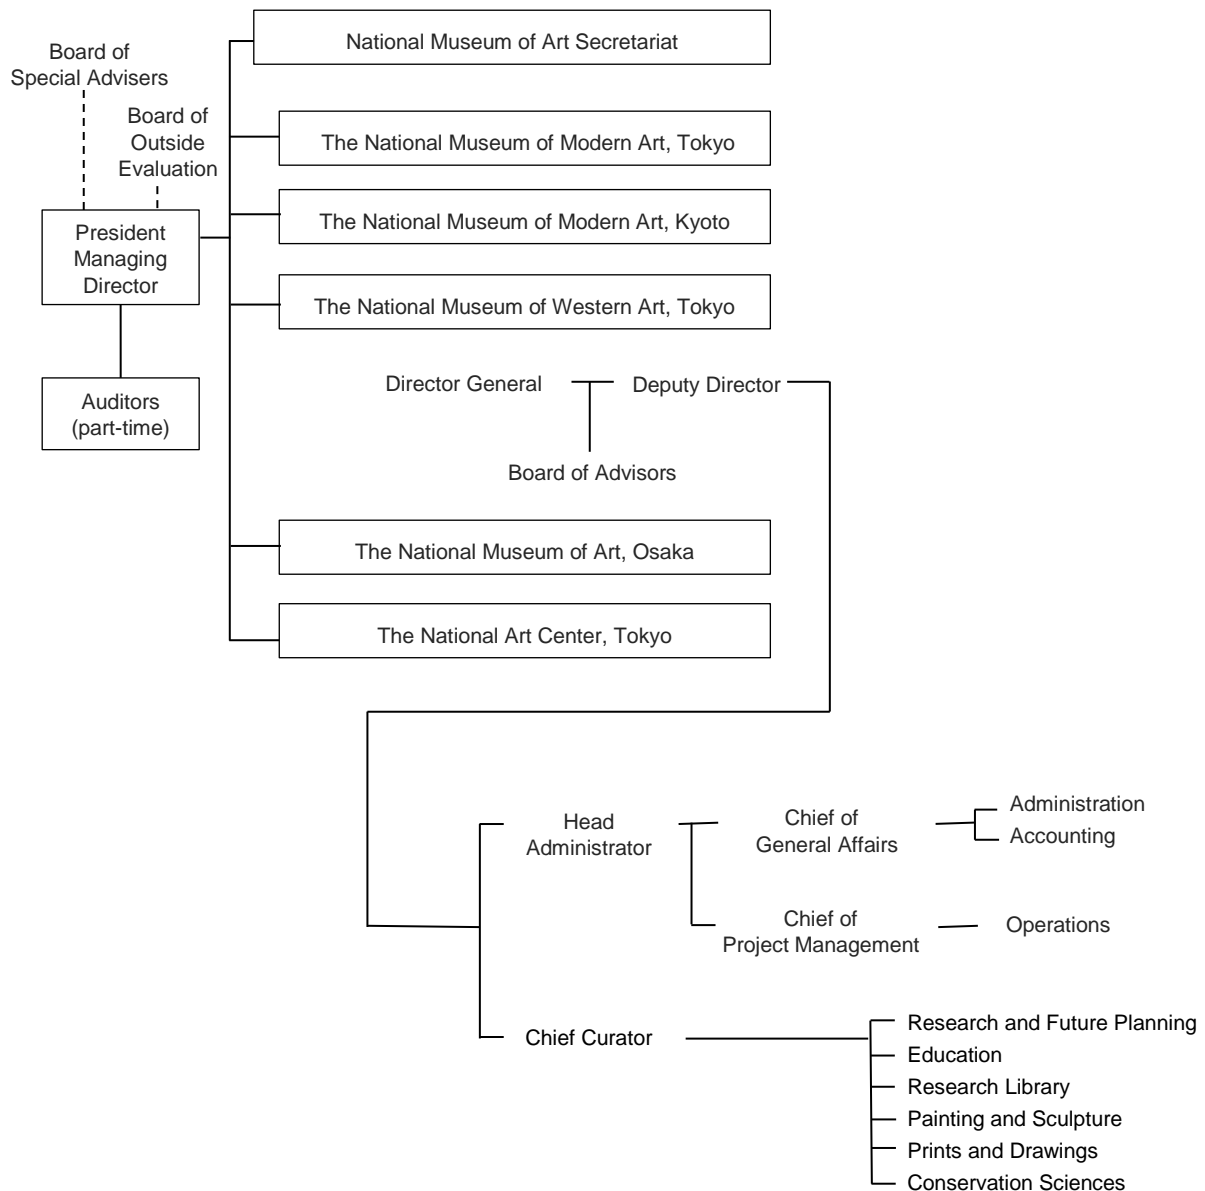 National Museum of Art Secretariat
Board of
Special Advisers
Board of
Outside
Evaluation
The National Museum of Modern Art, Tokyo
The National Museum of Modern Art, Kyoto
President
Managing
Director
The National Museum of Western Art, Tokyo
Director General
Deputy Director
Auditors
(part-time)
Board of Advisors
The National Museum of Art, Osaka
The National Art Center, Tokyo
Head
Administrator
Chief of
General Affairs
Administration
Accounting
Chief of
Project Management
Operations
Chief Curator
Research and Future Planning
Education
Research Library
Painting and Sculpture
Prints and Drawings
Conservation Sciences